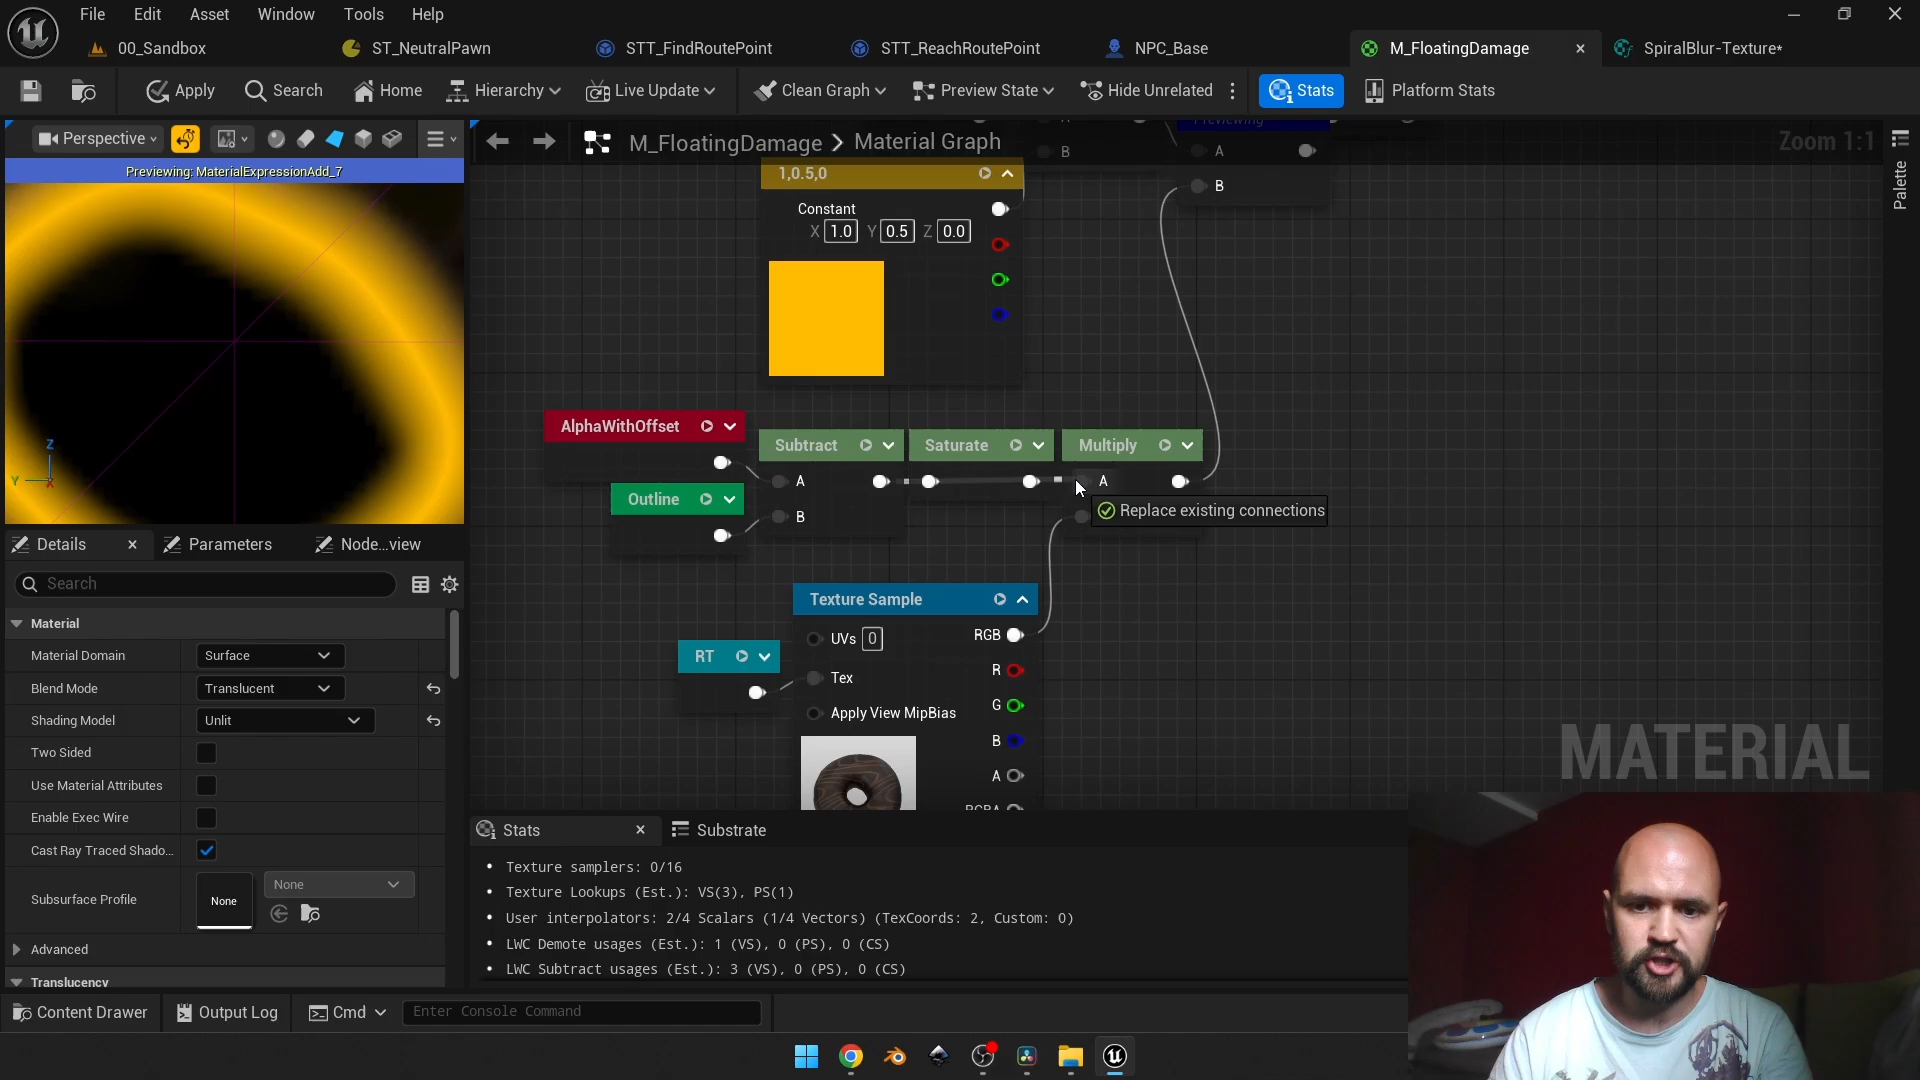 File Edit Asset Window Tools Help
00_Sandbox ST_NeutralPawn STT_FindRoutePoint STT_ReachRoutePoint NPC_Base M_FloatingDamage SpiralBlur-Texture*
Apply Search Home Hierarchy Live Update Clean Graph Preview State Hide Unrelated Stats Platform Stats
Perspective
M_FloatingDamage Material Graph
Zoom 1:1
Palette
Previewing: MaterialExpressionAdd_7
Previewing
B
A
B
1,0.5,0
Constant
X 1.0 Y 0.5 Z 0.0
AlphaWithOffset
Subtract
Saturate
Multiply
A
A
Replace existing connections
Outline
B
Texture Sample
UVs 0
RGB
RT
R
Tex
G
Apply View MipBias
B
A
RGBA
MATERIAL
Z
Y
X
Details Parameters Node...view
Search
Material
Material Domain Surface
Blend Mode Translucent
Shading Model Unlit
Two Sided
Use Material Attributes
Enable Exec Wire
Cast Ray Traced Shado...
None
Subsurface Profile
None
Advanced
Translucency
Stats Substrate
• Texture samplers: 0/16
• Texture Lookups (Est.): VS(3), PS(1)
• User interpolators: 2/4 Scalars (1/4 Vectors) (TexCoords: 2, Custom: 0)
• LWC Demote usages (Est.): 1 (VS), 0 (PS), 0 (CS)
• LWC Subtract usages (Est.): 3 (VS), 0 (PS), 0 (CS)
Content Drawer Output Log Cmd Enter Console Command